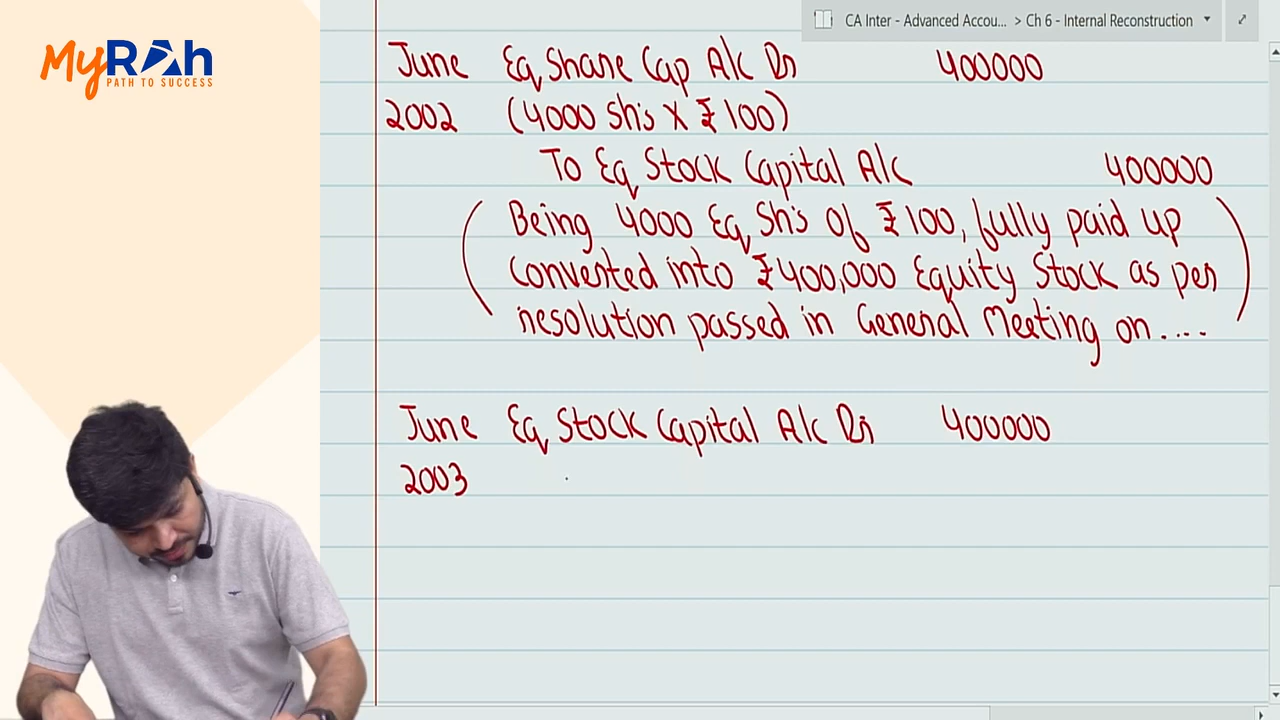 MyRAh
PATH TO SUCCESS
CA Inter - Advanced Accou... > Ch 6 - Internal Reconstruction
June Eq Share Cap A/c Dr 400000
2002 (4000 Sh's X ₹100)
To Eq Stock Capital A/c 400000
(Being 4000 Eq Sh's Of ₹100, fully paid up
converted into ₹400,000 Equity Stock as per
resolution passed in General Meeting on....)
June Eq Stock Capital A/c Dr 400000
2003